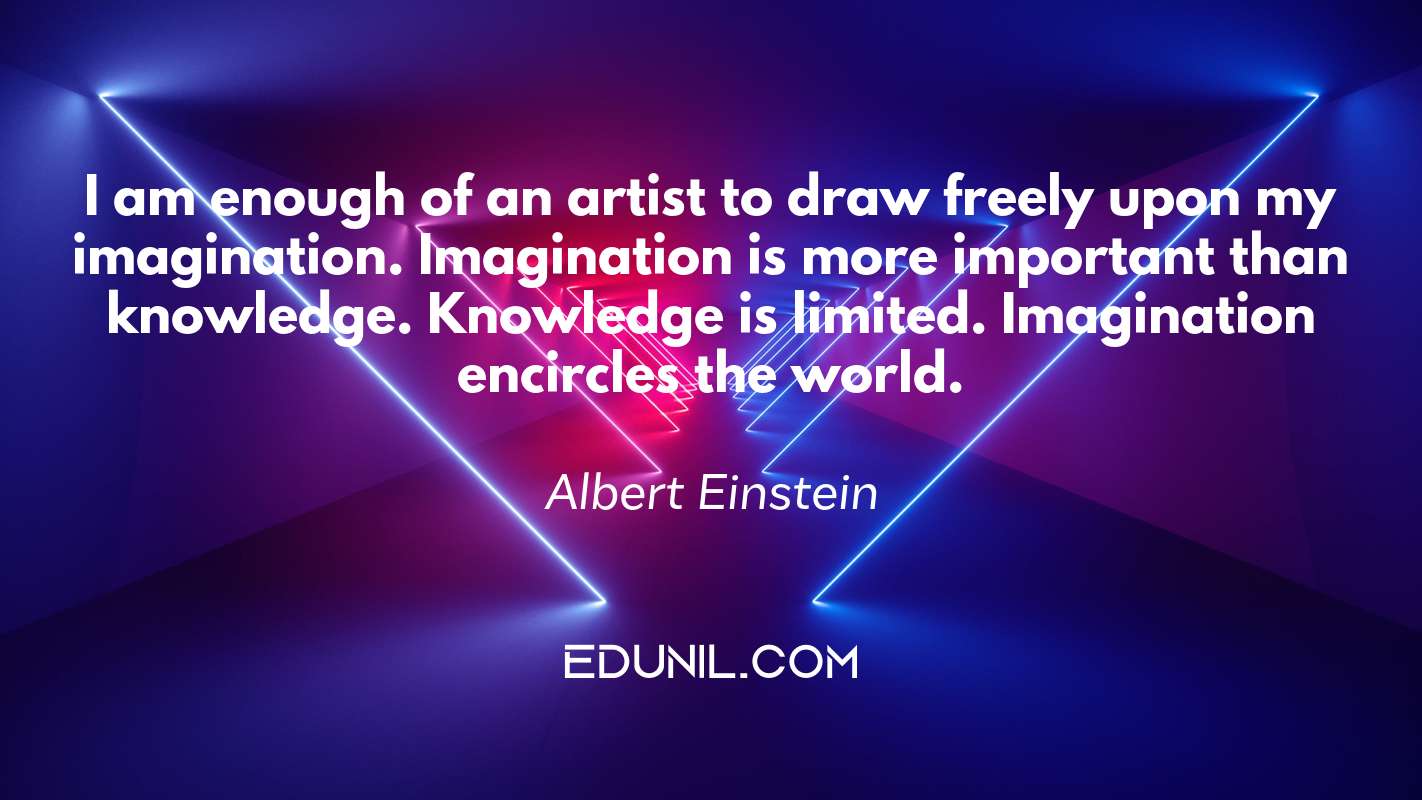 I am enough of an artist to draw freely upon my
imagination. Imagination is more important than
knowledge. Knowledge is limited. Imagination
encircles the world.
Albert Einstein
EDUNIL.COM